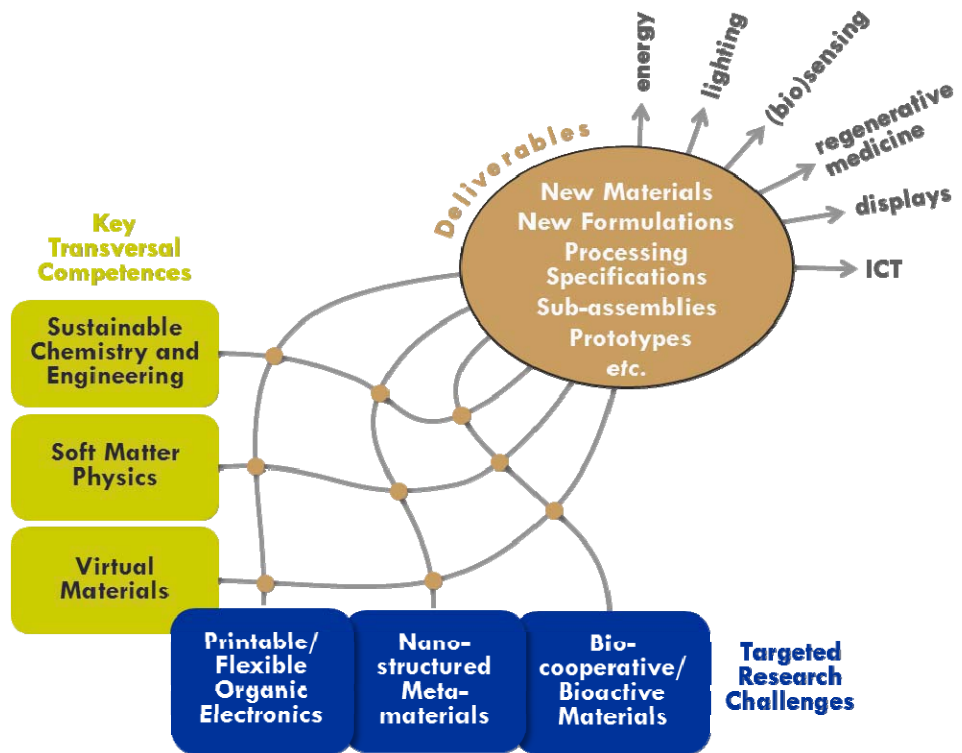 energy
lighting
(bio)sensing
regenerative
medicine
displays
ICT
Deliverables
New Materials
New Formulations
Processing
Specifications
Sub-assemblies
Prototypes
etc.
Key
Transversal
Competences
Sustainable
Chemistry and
Engineering
Soft Matter
Physics
Virtual
Materials
Printable/
Flexible
Organic
Electronics
Nano-
structured
Meta-
materials
Bio-
cooperative/
Bioactive
Materials
Targeted
Research
Challenges